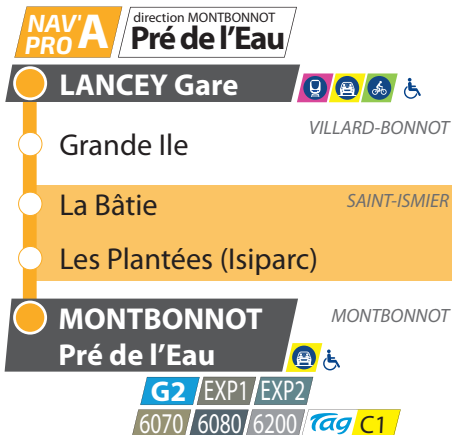 NAV' PRO A direction MONTBONNOT
Pré de l'Eau
LANCEY Gare
VILLARD-BONNOT
Grande Ile
La Bâtie SAINT-ISMIER
Les Plantées (Isiparc)
MONTBONNOT MONTBONNOT
Pré de l'Eau
G2 EXP1 EXP2
6070 6080 6200 Tag C1